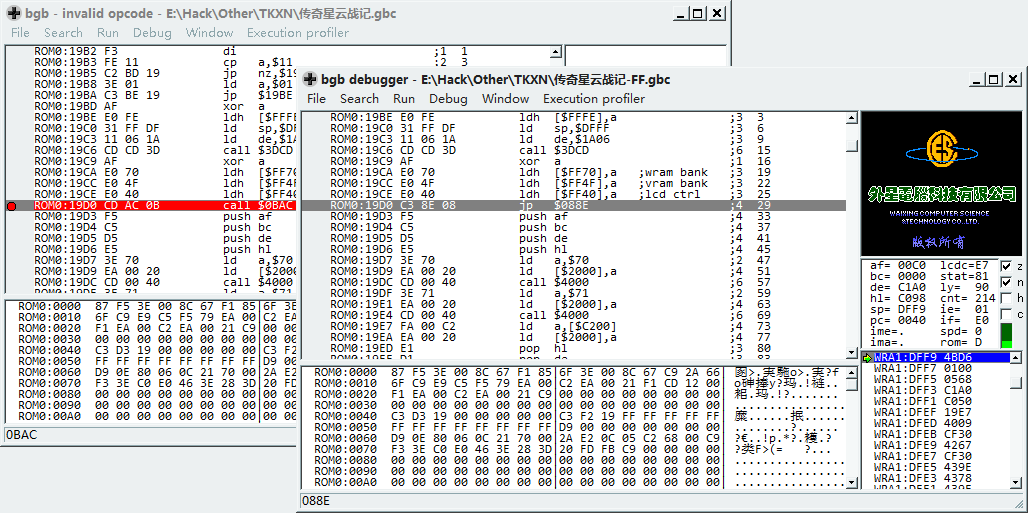 bgb - invalid opcode - E:\Hack\Other\TKXN\传奇星云战记.gbc
File Search Run Debug Window Execution profiler
ROM0:19B2 F3 di ;1 1
ROM0:19B3 FE 11 cp a,$11 ;2 3
ROM0:19B5 C2 BD 19 jp nz,$19
ROM0:19B8 3E 01 ld a,$01
ROM0:19BA C3 BE 19 jp $19BE
ROM0:19BD AF xor a
ROM0:19BE E0 FE ldh [$FFFE
ROM0:19C0 31 FF DF ld sp,$DF
ROM0:19C3 11 06 1A ld de,$1A
ROM0:19C6 CD CD 3D call $3DCD
ROM0:19C9 AF xor a
ROM0:19CA E0 70 ldh [$FF70
ROM0:19CC E0 4F ldh [$FF4F
ROM0:19CE E0 40 ldh [$FF40
ROM0:19D0 CD AC 0B call $0BAC
ROM0:19D3 F5 push af
ROM0:19D4 C5 push bc
ROM0:19D5 D5 push de
ROM0:19D6 E5 push hl
ROM0:19D7 3E 70 ld a,$70
ROM0:19D9 EA 00 20 ld [$2000
ROM0:19DC CD 00 40 call $4000
ROM0:19DF 3E 71 ld a,$71
ROM0:0000 87 F5 3E 00 8C 67 F1 85 6F 3E
ROM0:0010 6F C9 E9 C5 F5 79 EA 00 C2 EA
ROM0:0020 F1 EA 00 C2 EA 00 21 C9 00 00
ROM0:0030 00 00 00 00 00 00 00 00 00 00
ROM0:0040 C3 D3 19 00 00 00 00 00 C3 F2
ROM0:0050 FF FF FF FF FF FF FF FF D9 00
ROM0:0060 D9 0E 80 06 0C 21 70 00 2A E2
ROM0:0070 F3 3E C0 E0 46 3E 28 3D 20 FD
ROM0:0080 00 00 00 00 00 00 00 00 00 00
ROM0:0090 00 00 00 00 00 00 00 00 00 00
ROM0:00A0 00 00 00 00 00 00 00 00 00 00
0BAC
bgb debugger - E:\Hack\Other\TKXN\传奇星云战记-FF.gbc
File Search Run Debug Window Execution profiler
ROM0:19BE E0 FE ldh [$FFFE],a ;3 3
ROM0:19C0 31 FF DF ld sp,$DFFF ;3 6
ROM0:19C3 11 06 1A ld de,$1A06 ;3 9
ROM0:19C6 CD CD 3D call $3DCD ;6 15
ROM0:19C9 AF xor a ;1 16
ROM0:19CA E0 70 ldh [$FF70],a ;wram bank ;3 19
ROM0:19CC E0 4F ldh [$FF4F],a ;vram bank ;3 22
ROM0:19CE E0 40 ldh [$FF40],a ;lcd ctrl ;3 25
ROM0:19D0 C3 8E 08 jp $088E ;4 29
ROM0:19D3 F5 push af ;4 33
ROM0:19D4 C5 push bc ;4 37
ROM0:19D5 D5 push de ;4 41
ROM0:19D6 E5 push hl ;4 45
ROM0:19D7 3E 70 ld a,$70 ;2 47
ROM0:19D9 EA 00 20 ld [$2000],a ;4 51
ROM0:19DC CD 00 40 call $4000 ;6 57
ROM0:19DF 3E 71 ld a,$71 ;2 59
ROM0:19E1 EA 00 20 ld [$2000],a ;4 63
ROM0:19E4 CD 00 40 call $4000 ;6 69
ROM0:19E7 FA 00 C2 ld a,[$C200] ;4 73
ROM0:19EA EA 00 20 ld [$2000],a ;4 77
ROM0:19ED E1 pop hl ;3 80
ROM0:19EE D1 pop de ;3 83
外星電腦科技有限公司
WAIXING COMPUTER SCIENCE
&TECHNOLOGY CO.,LTD.
版权所有
af= 00C0 lcdc=E7 z
bc= 0000 stat=81 n
de= C1A0 ly= 90 h
hl= C098 cnt= 214 c
sp= DFF9 ie= 01
pc= 0040 if= E0
ime=. spd= 0
ima=. rom= D
WRA1:DFF9 4BD6
WRA1:DFF7 0100
WRA1:DFF5 0568
WRA1:DFF3 C1A0
WRA1:DFF1 C050
WRA1:DFEF 19E7
WRA1:DFED 4009
WRA1:DFEB CF30
WRA1:DFE9 4267
WRA1:DFE7 CF30
WRA1:DFE5 439E
WRA1:DFE3 4378
WRA1:DFE1 439E
ROM0:0000 87 F5 3E 00 8C 67 F1 85 6F 3E 00 8C 67 C9 2A 66
ROM0:0010 6F C9 E9 C5 F5 79 EA 00 C2 EA 00 21 F1 CD 12 00
ROM0:0020 F1 EA 00 C2 EA 00 21 C9 00 00 00 00 00 00 00 00
ROM0:0030 00 00 00 00 00 00 00 00 00 00 00 00 00 00 00 00
ROM0:0040 C3 D3 19 00 00 00 00 00 C3 F2 19 FF FF FF FF FF
ROM0:0050 FF FF FF FF FF FF FF FF D9 00 00 00 00 00 00 00
ROM0:0060 D9 0E 80 06 0C 21 70 00 2A E2 0C 05 C2 68 00 C9
ROM0:0070 F3 3E C0 E0 46 3E 28 3D 20 FD FB C9 00 00 00 00
ROM0:0080 00 00 00 00 00 00 00 00 00 00 00 00 00 00 00 00
ROM0:0090 00 00 00 00 00 00 00 00 00 00 00 00 00 00 00 00
ROM0:00A0 00 00 00 00 00 00 00 00 00 00 00 00 00 00 00 00
088E